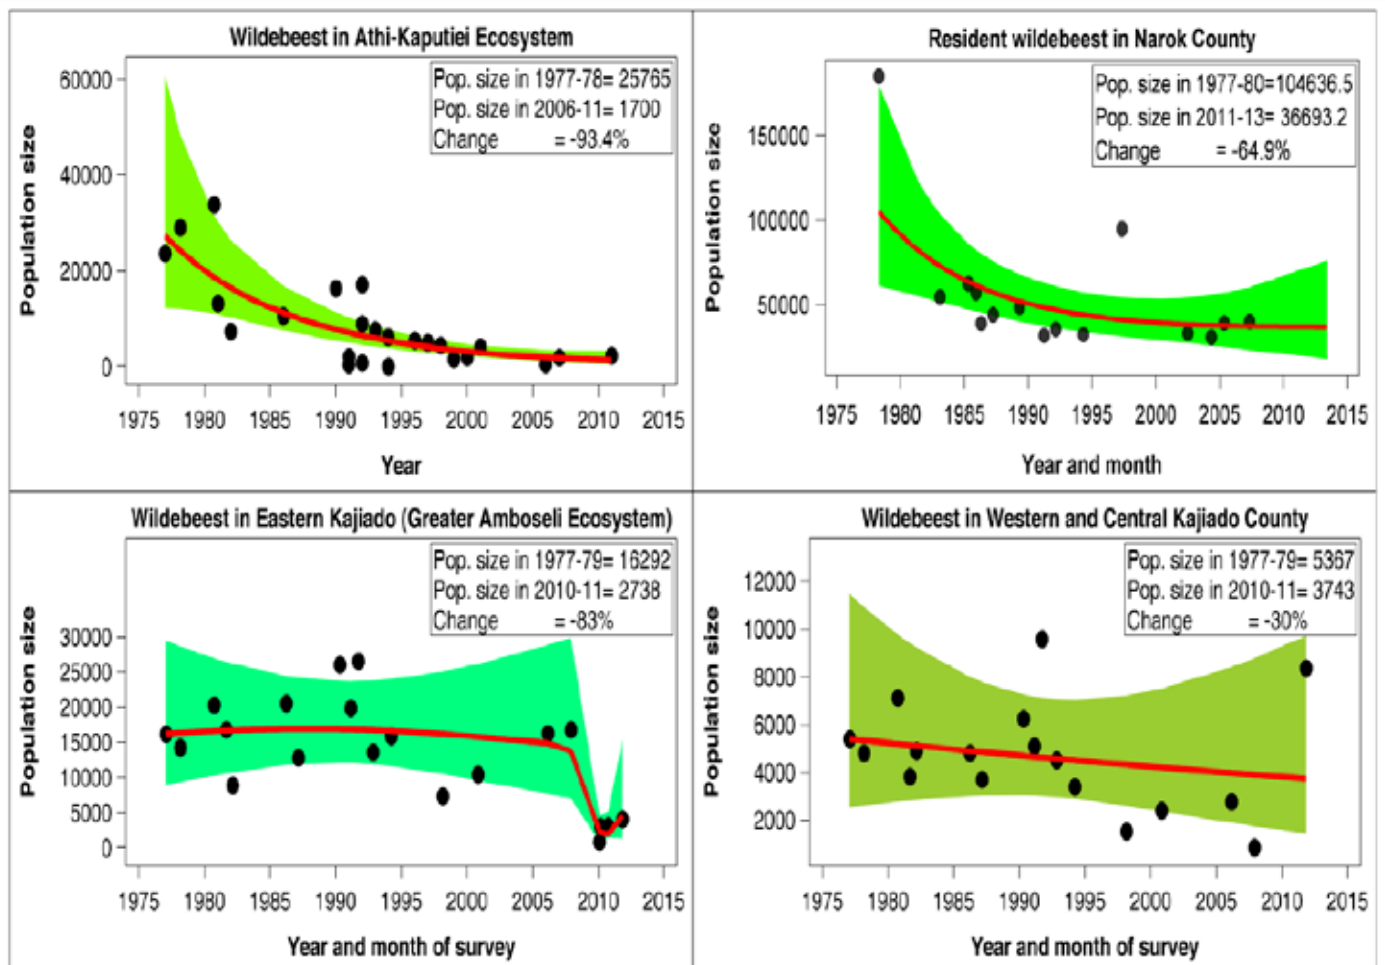 Wildebeest in Athi-Kaputiei Ecosystem
Pop. size in 1977-78= 25765
Pop. size in 2006-11= 1700
Change = -93.4%
Population size
60000
40000
20000
0
1975 1980 1985 1990 1995 2000 2005 2010 2015
Year
Resident wildebeest in Narok County
Pop. size in 1977-80=104636.5
Pop. size in 2011-13= 36693.2
Change = -64.9%
Population size
150000
100000
50000
1975 1980 1985 1990 1995 2000 2005 2010 2015
Year and month
Wildebeest in Eastern Kajiado (Greater Amboseli Ecosystem)
Pop. size in 1977-79= 16292
Pop. size in 2010-11= 2738
Change = -83%
Population size
30000
25000
20000
15000
10000
5000
0
1975 1980 1985 1990 1995 2000 2005 2010 2015
Year and month of survey
Wildebeest in Western and Central Kajiado County
Pop. size in 1977-79= 5367
Pop. size in 2010-11= 3743
Change = -30%
Population size
12000
10000
8000
6000
4000
2000
1975 1980 1985 1990 1995 2000 2005 2010 2015
Year and month of survey